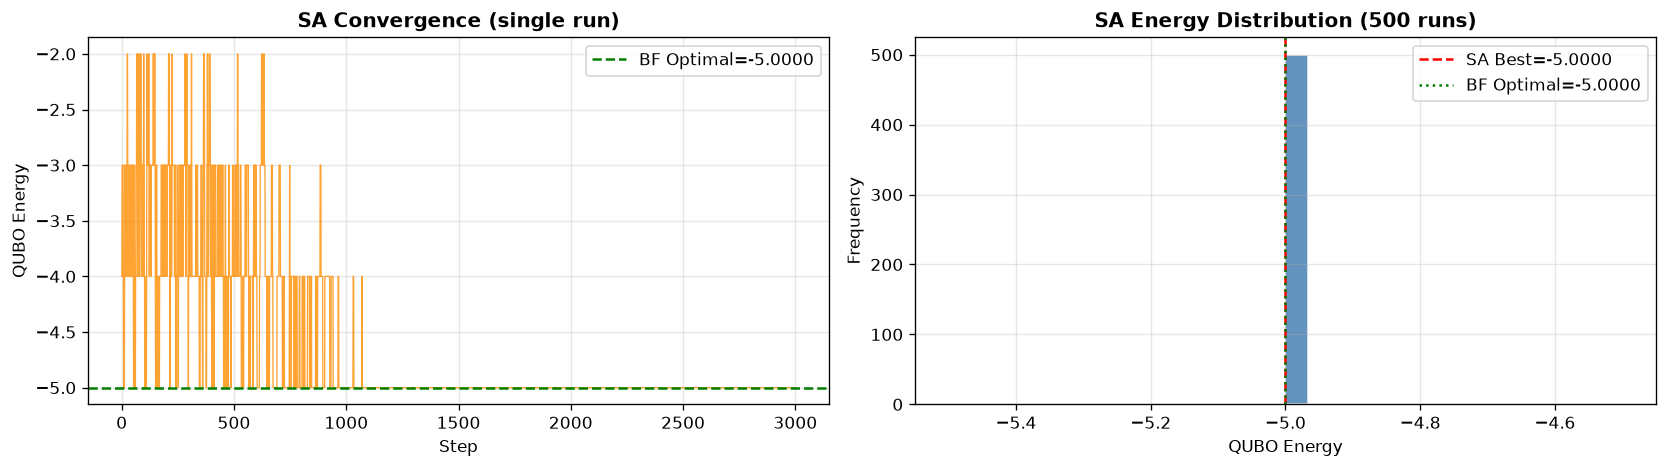 SA Convergence (single run)
QUBO Energy
−2.0
−2.5
−3.0
−3.5
−4.0
−4.5
−5.0
BF Optimal=-5.0000
0
500
1000
1500
2000
2500
3000
Step
SA Energy Distribution (500 runs)
Frequency
500
400
300
200
100
0
SA Best=-5.0000
BF Optimal=-5.0000
−5.4
−5.2
−5.0
−4.8
−4.6
QUBO Energy